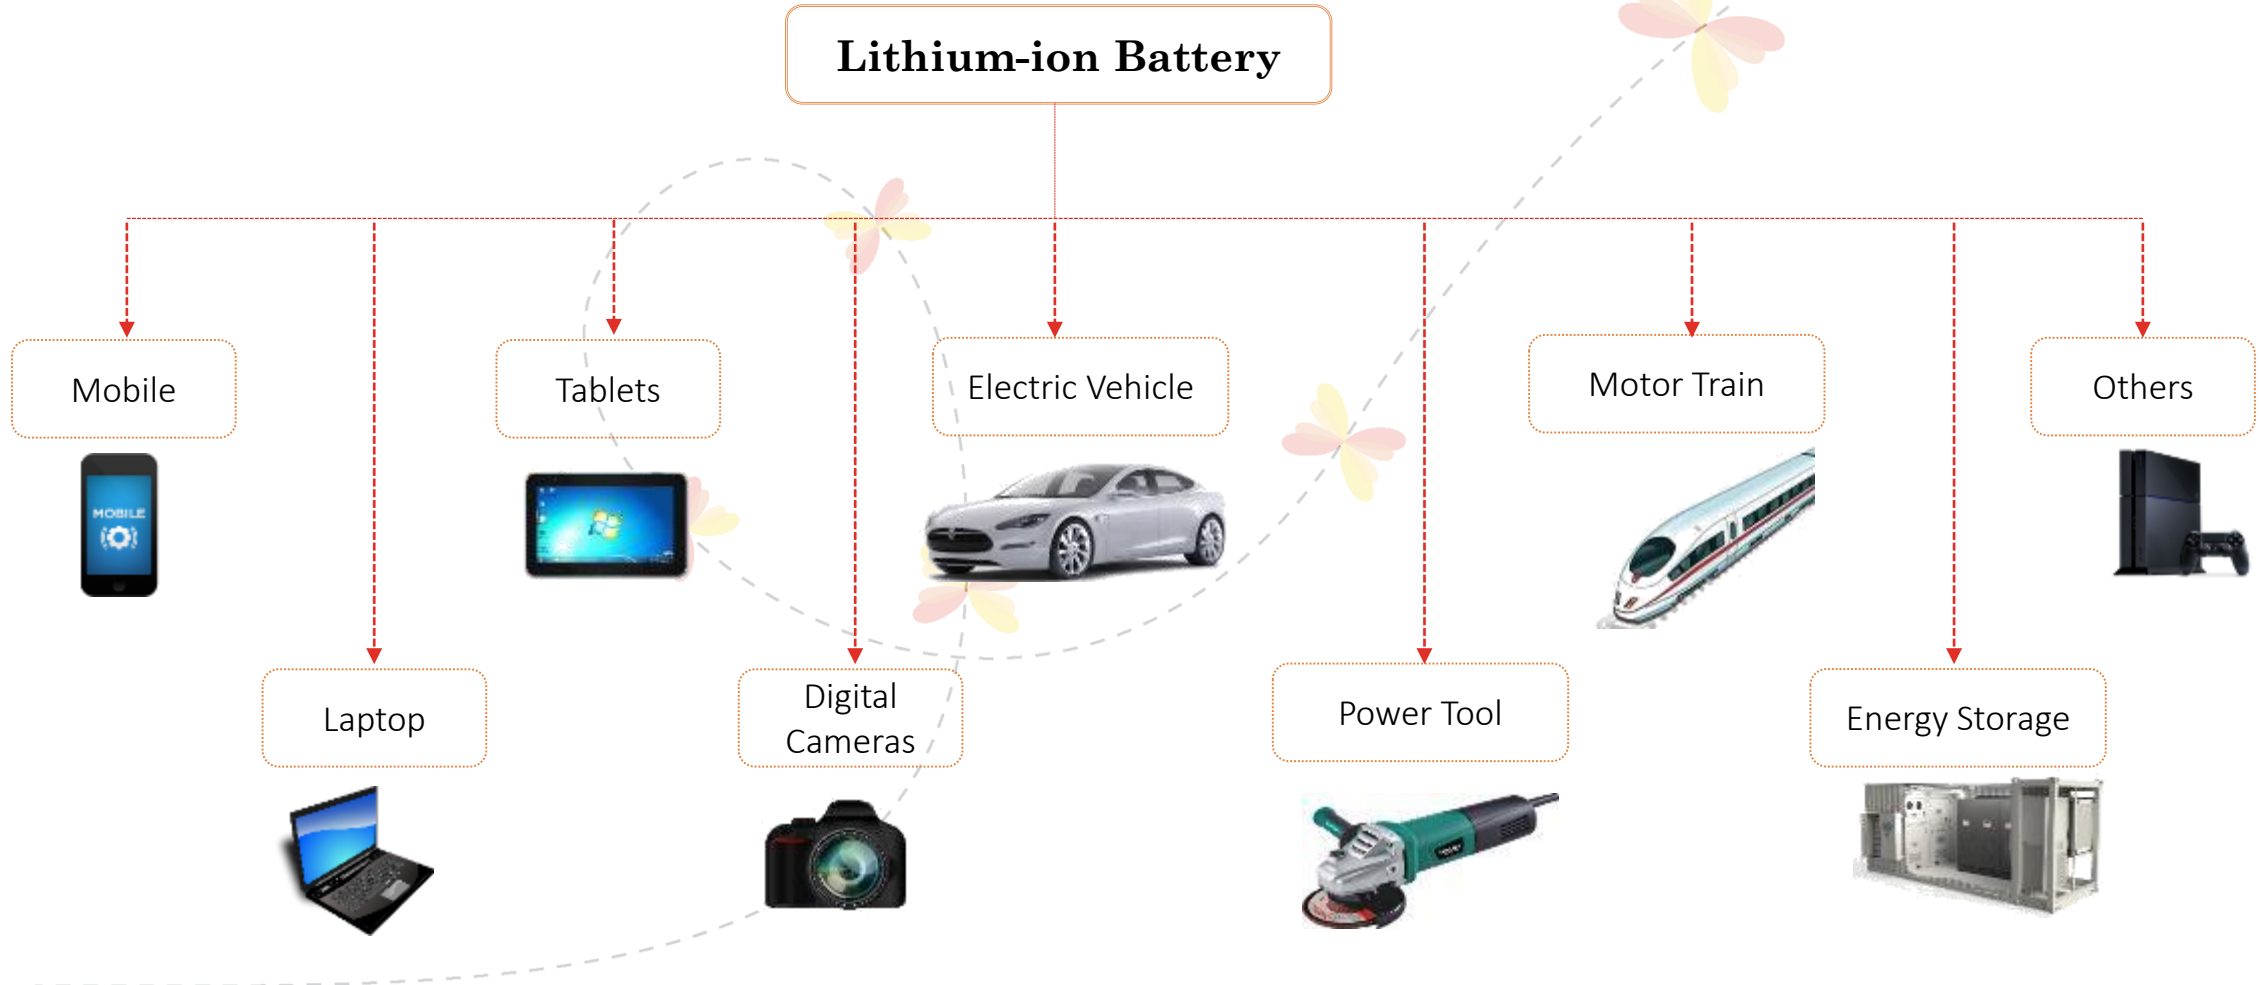 Lithium-ion Battery
Mobile
Tablets
Electric Vehicle
Motor Train
Others
MOBILE
Laptop
Digital
Cameras
Power Tool
Energy Storage